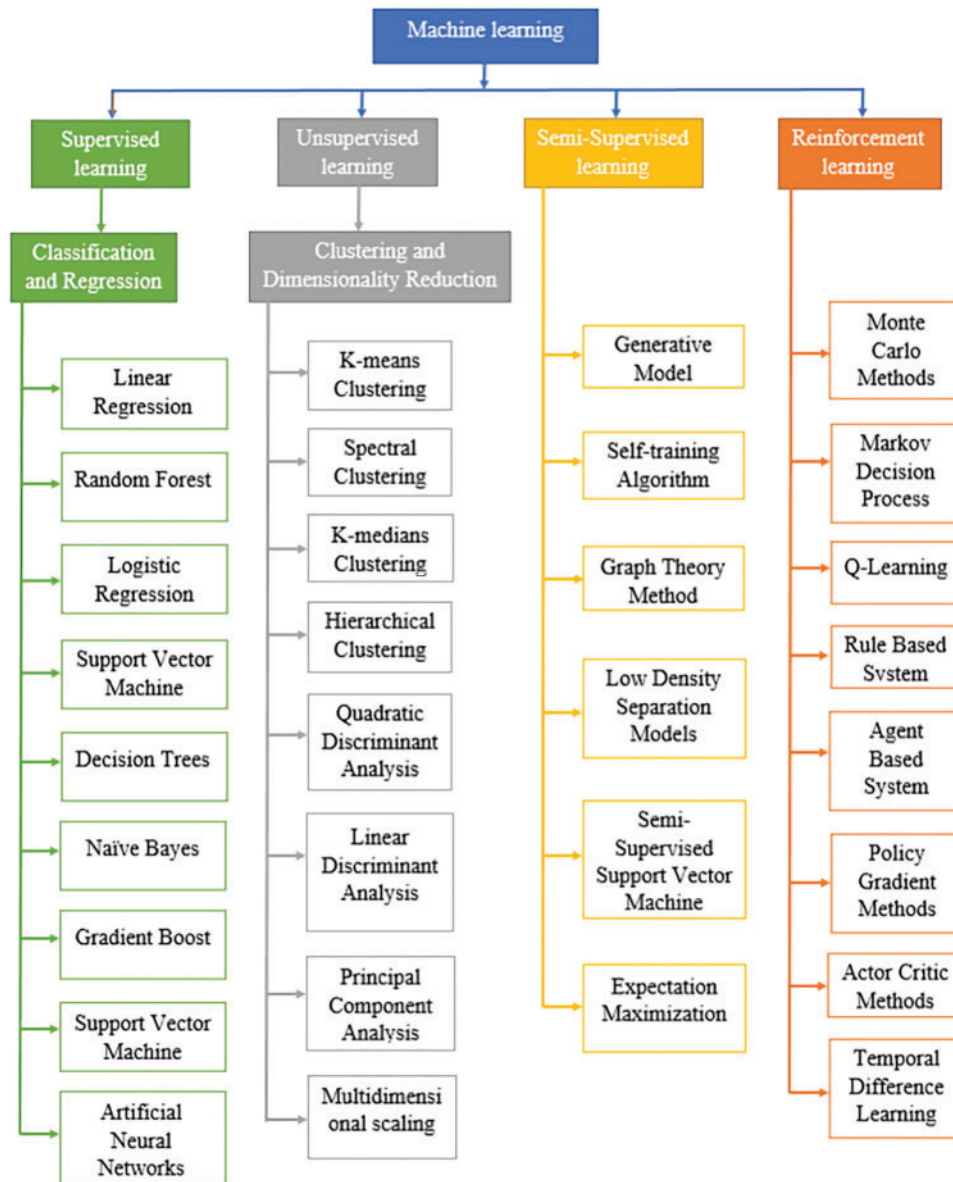 Machine learning
Supervised
learning
Classification
and Regression
Linear
Regression
Random Forest
Logistic
Regression
Support Vector
Machine
Decision Trees
Naïve Bayes
Gradient Boost
Support Vector
Machine
Artificial
Neural
Networks
Unsupervised
learning
Clustering and
Dimensionality Reduction
K-means
Clustering
Spectral
Clustering
K-medians
Clustering
Hierarchical
Clustering
Quadratic
Discriminant
Analysis
Linear
Discriminant
Analysis
Principal
Component
Analysis
Multidimensi
onal scaling
Semi-Supervised
learning
Generative
Model
Self-training
Algorithm
Graph Theory
Method
Low Density
Separation
Models
Semi-
Supervised
Support Vector
Machine
Expectation
Maximization
Reinforcement
learning
Monte
Carlo
Methods
Markov
Decision
Process
Q-Learning
Rule Based
System
Agent
Based
System
Policy
Gradient
Methods
Actor Critic
Methods
Temporal
Difference
Learning